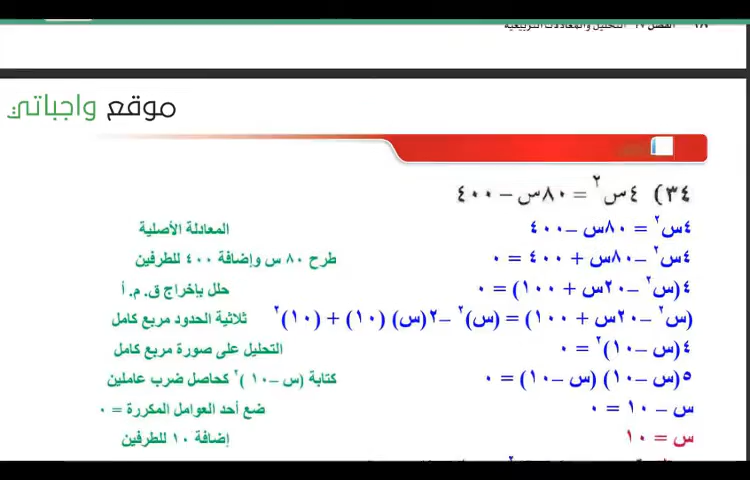 ١٨ الفصل ٧: التحليل والمعادلات التربيعية
موقع واجباتي
٣٤) ٤س٢ = ٨٠س – ٤٠٠
٤س٢ = ٨٠س – ٤٠٠ المعادلة الأصلية
٤س٢ – ٨٠س + ٤٠٠ = ٠ طرح ٨٠ س وإضافة ٤٠٠ للطرفين
٤(س٢ – ٢٠س + ١٠٠) = ٠ حلل بإخراج ق. م. أ
(س٢ – ٢٠س + ١٠٠) = (س)٢ – ٢(س) (١٠) + (١٠)٢ ثلاثية الحدود مربع كامل
٤(س – ١٠)٢ = ٠ التحليل على صورة مربع كامل
٥(س – ١٠) (س – ١٠) = ٠ كتابة (س – ١٠ )٢ كحاصل ضرب عاملين
س – ١٠ = ٠ ضع أحد العوامل المكررة = ٠
س = ١٠ إضافة ١٠ للطرفين